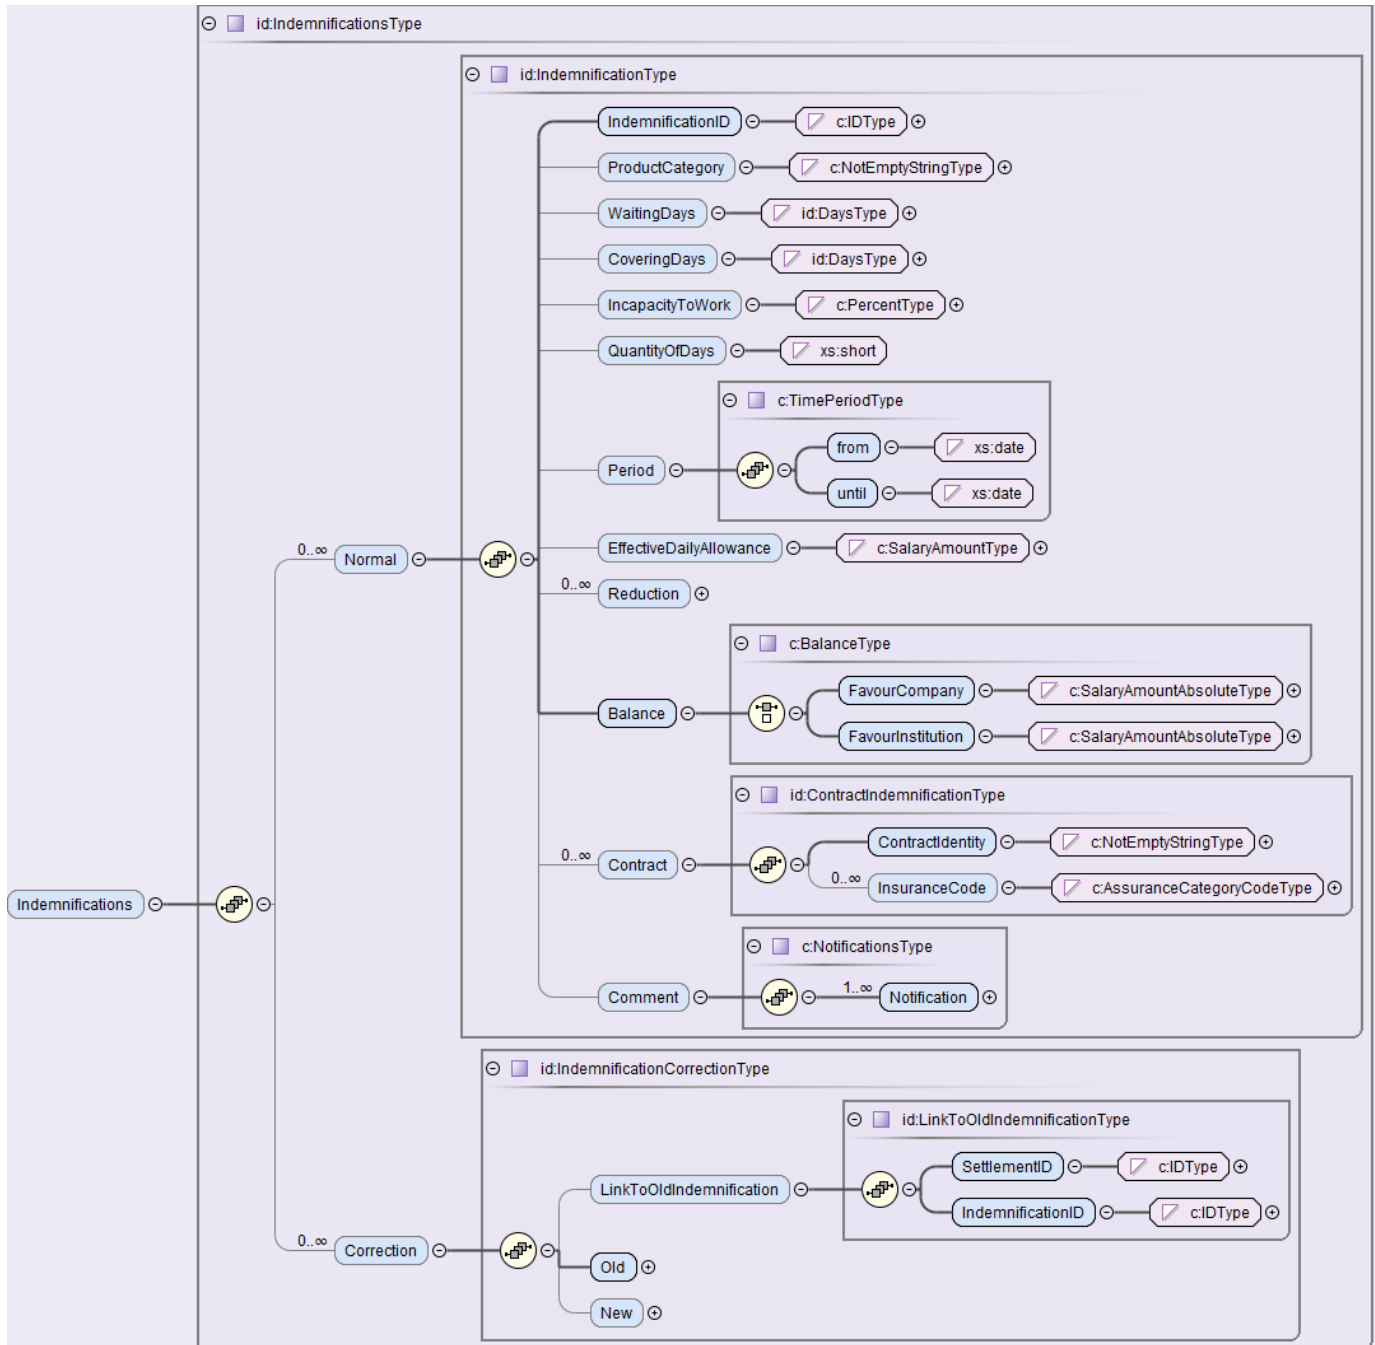 id:IndemnificationsType
id:IndemnificationType
IndemnificationID c:IDType
ProductCategory c:NotEmptyStringType
WaitingDays id:DaysType
CoveringDays id:DaysType
IncapacityToWork c:PercentType
QuantityOfDays xs:short
c:TimePeriodType
from xs:date
Period
until xs:date
0..∞ Normal
EffectiveDailyAllowance c:SalaryAmountType
0..∞ Reduction
c:BalanceType
FavourCompany c:SalaryAmountAbsoluteType
Balance
FavourInstitution c:SalaryAmountAbsoluteType
id:ContractIndemnificationType
ContractIdentity c:NotEmptyStringType
0..∞ Contract
0..∞ InsuranceCode c:AssuranceCategoryCodeType
Indemnifications
c:NotificationsType
Comment 1..∞ Notification
id:IndemnificationCorrectionType
id:LinkToOldIndemnificationType
SettlementID c:IDType
LinkToOldIndemnification
IndemnificationID c:IDType
0..∞ Correction
Old
New